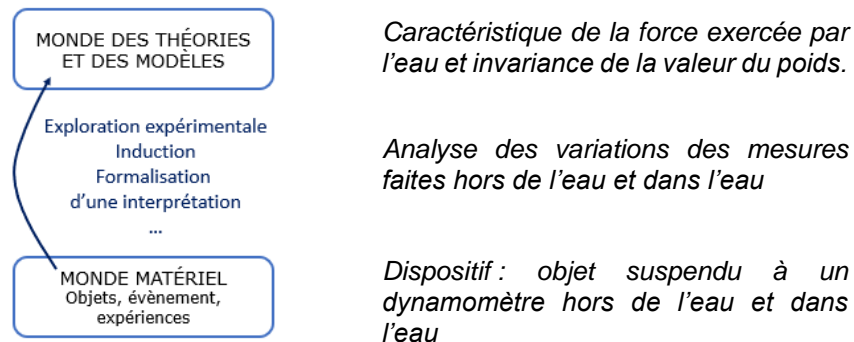 MONDE DES THÉORIES
ET DES MODÈLES
Caractéristique de la force exercée par
l’eau et invariance de la valeur du poids.
Exploration expérimentale
Induction
Formalisation
d’une interprétation
...
Analyse des variations des mesures
faites hors de l’eau et dans l’eau
MONDE MATÉRIEL
Objets, évènement,
expériences
Dispositif : objet suspendu à un
dynamomètre hors de l’eau et dans
l’eau